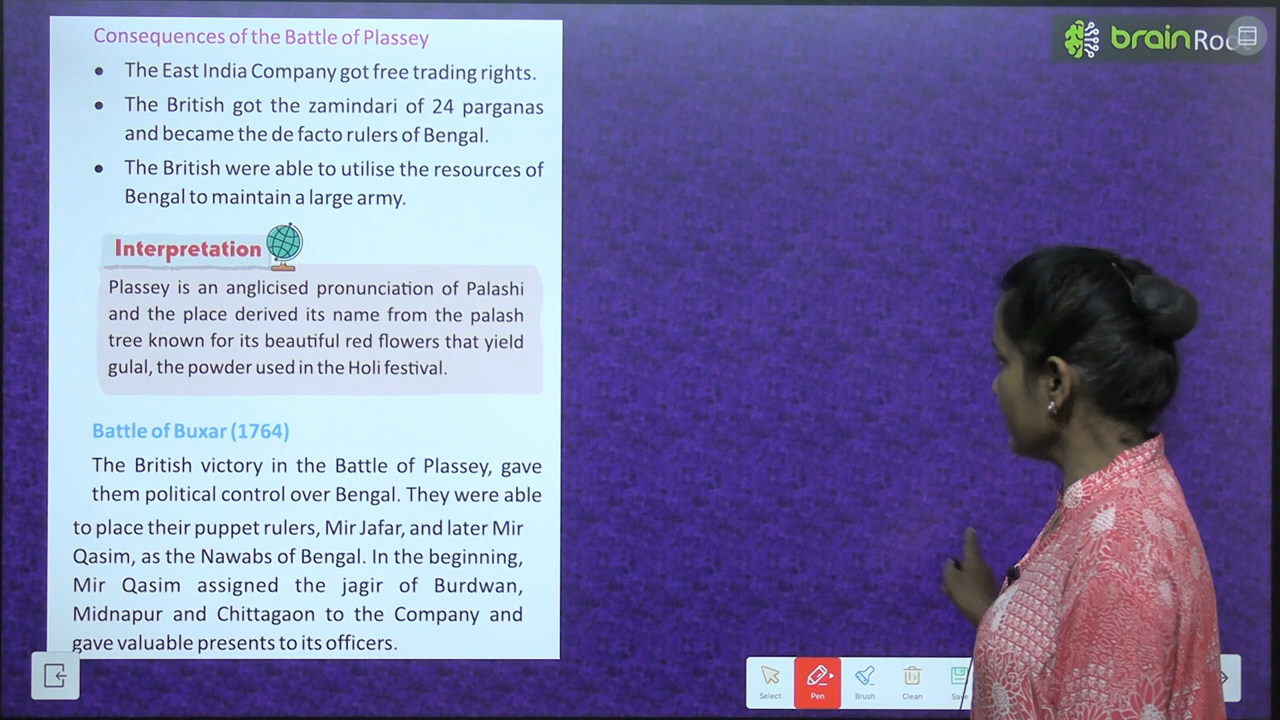 Consequences of the Battle of Plassey
• The East India Company got free trading rights.
• The British got the zamindari of 24 parganas
and became the de facto rulers of Bengal.
• The British were able to utilise the resources of
Bengal to maintain a large army.
Interpretation
Plassey is an anglicised pronunciation of Palashi
and the place derived its name from the palash
tree known for its beautiful red flowers that yield
gulal, the powder used in the Holi festival.
Battle of Buxar (1764)
The British victory in the Battle of Plassey, gave
them political control over Bengal. They were able
to place their puppet rulers, Mir Jafar, and later Mir
Qasim, as the Nawabs of Bengal. In the beginning,
Mir Qasim assigned the jagir of Burdwan,
Midnapur and Chittagaon to the Company and
gave valuable presents to its officers.
brain
Select
Pen
Brush
Clean